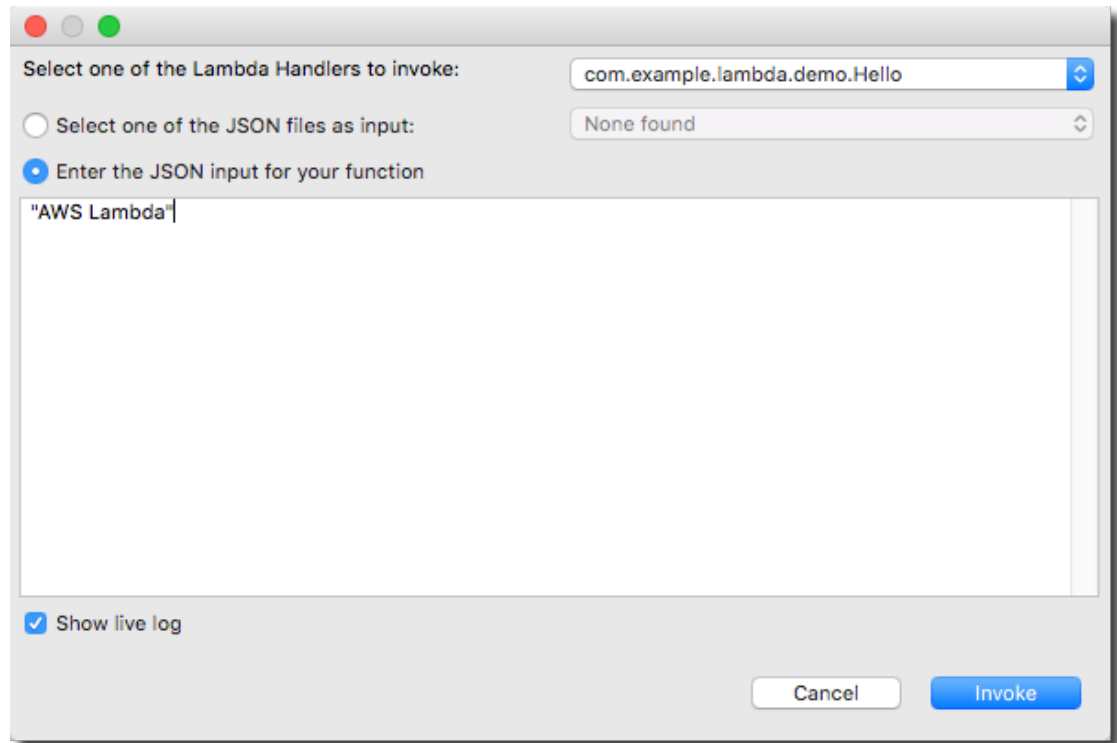 Select one of the Lambda Handlers to invoke: com.example.lambda.demo.Hello
Select one of the JSON files as input: None found
Enter the JSON input for your function
"AWS Lambda"
Show live log
Cancel Invoke